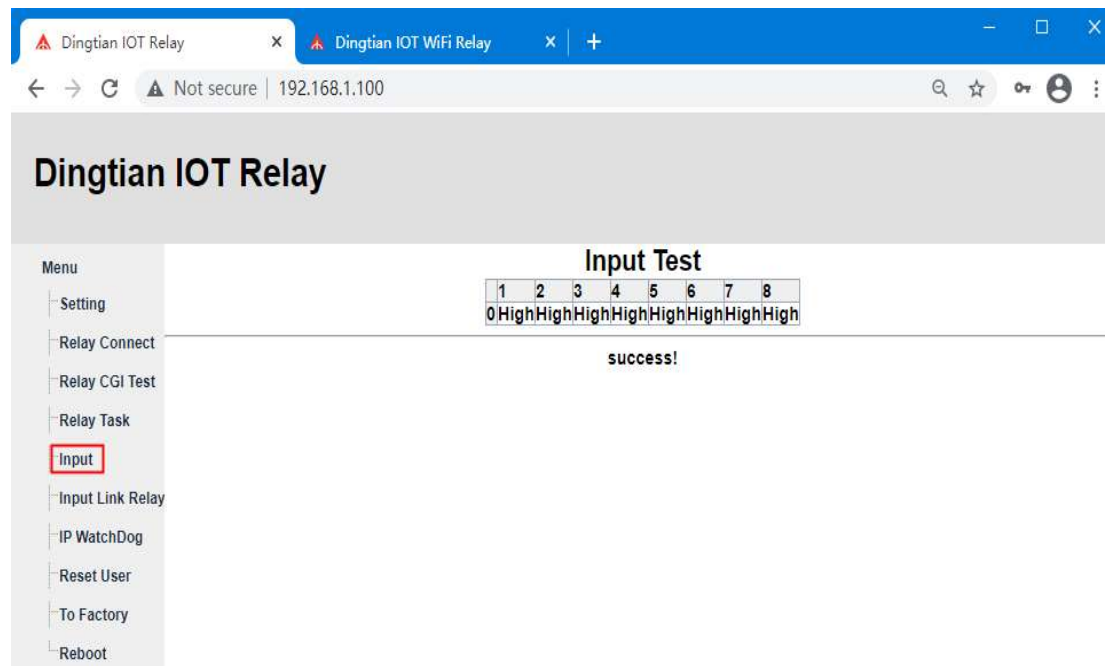 Dingtian IOT Relay
Dingtian IOT WiFi Relay
Not secure | 192.168.1.100
Dingtian IOT Relay
Menu
Setting
Relay Connect
Relay CGI Test
Relay Task
Input
Input Link Relay
IP WatchDog
Reset User
To Factory
Reboot
Input Test
1 2 3 4 5 6 7 8
0 High High High High High High High High
success!